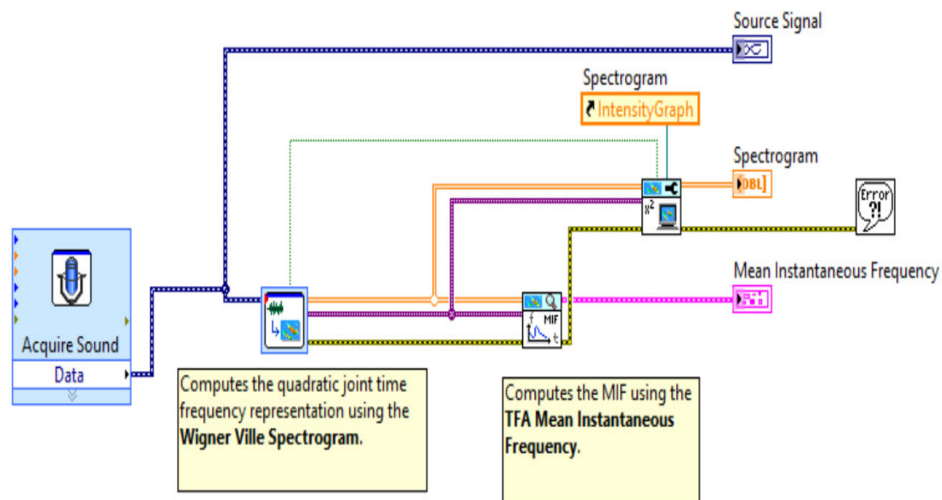 Source Signal
Spectrogram
IntensityGraph
Spectrogram
DBL]
Error
?!
x²
Mean Instantaneous Frequency
Acquire Sound
Data
f MIF
t
Computes the quadratic joint time
frequency representation using the
Wigner Ville Spectrogram.
Computes the MIF using the
TFA Mean Instantaneous
Frequency.